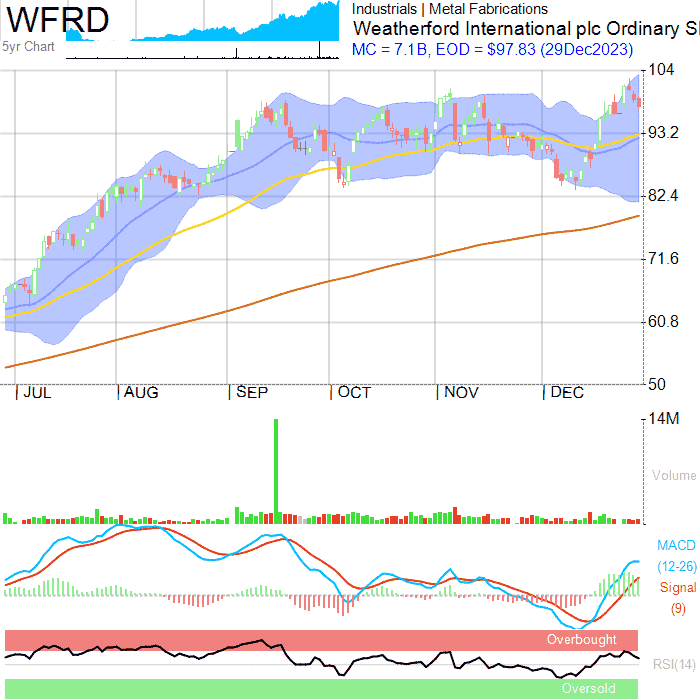 WFRD
5yr Chart
Industrials | Metal Fabrications
Weatherford International plc Ordinary S
MC = 7.1B, EOD = $97.83 (29Dec2023)
104
93.2
82.4
71.6
60.8
50
JUL AUG SEP OCT NOV DEC
14M
Volume
MACD
(12-26)
Signal
(9)
Overbought
RSI(14)
Oversold